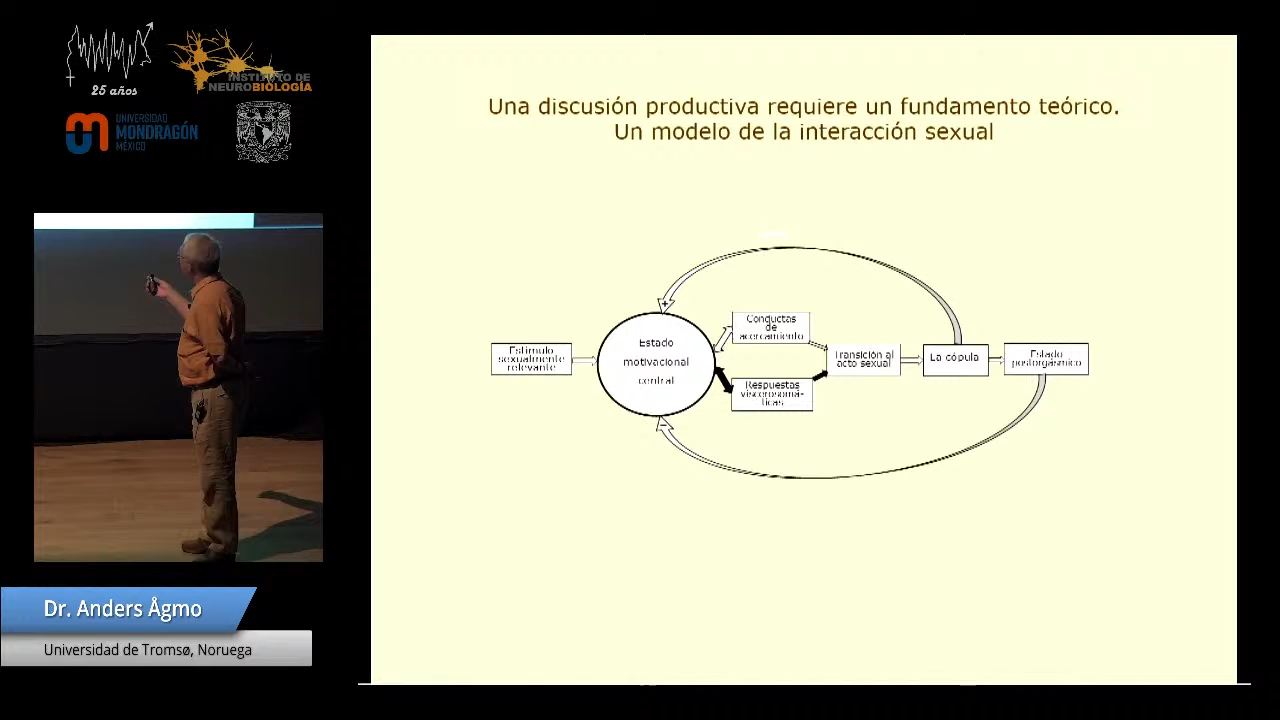 25 años
INSTITUTO DE
NEUROBIOLOGÍA
UNIVERSIDAD
MONDRAGÓN
MÉXICO
Una discusión productiva requiere un fundamento teórico.
Un modelo de la interacción sexual
Estímulo
sexualmente
relevante
Estado
motivacional
central
+
−
Conductas
de
acercamiento
Respuestas
viscerosomá-
ticas
Transición al
acto sexual
La cópula
Estado
postorgásmico
Dr. Anders Ågmo
Universidad de Tromsø, Noruega